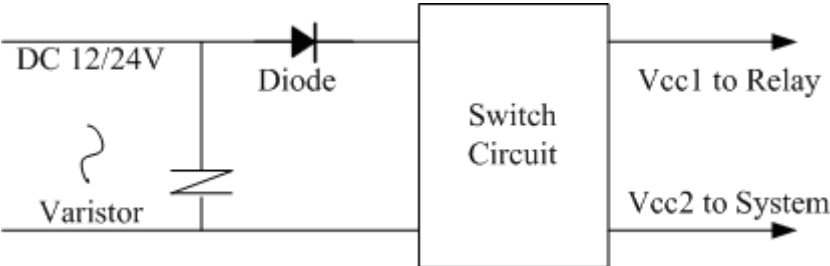 DC 12/24V
Diode
Vcc1 to Relay
Switch
Circuit
Varistor
Vcc2 to System